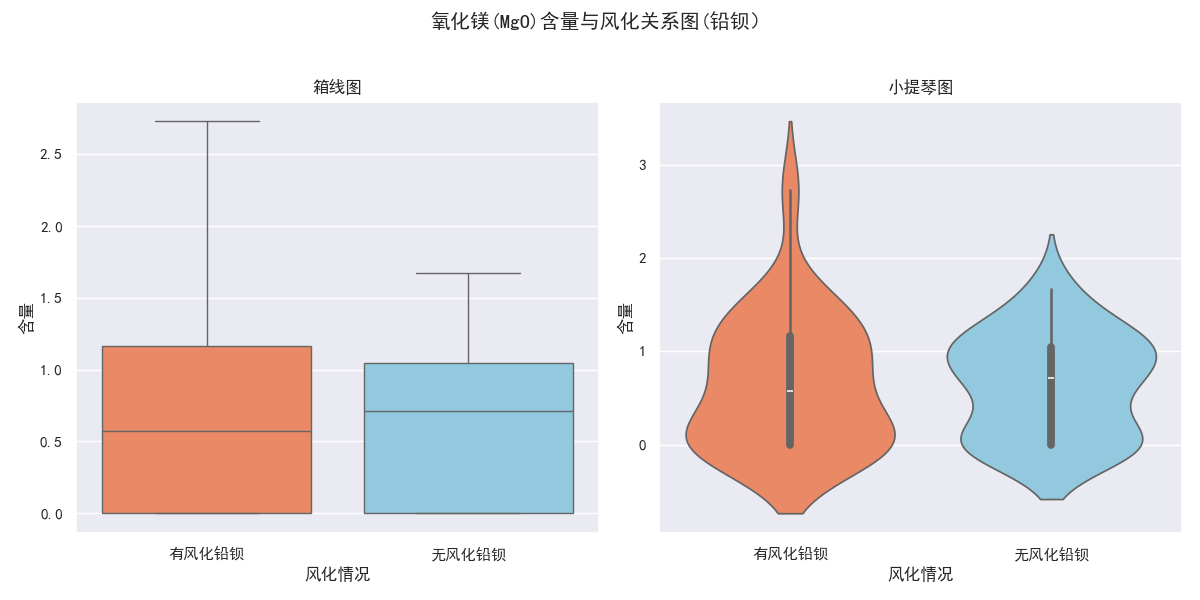 氧化镁(MgO)含量与风化关系图(铅钡)
箱线图
含量
2.5
2.0
1.5
1.0
0.5
0.0
有风化铅钡
无风化铅钡
风化情况
小提琴图
含量
3
2
1
0
有风化铅钡
无风化铅钡
风化情况